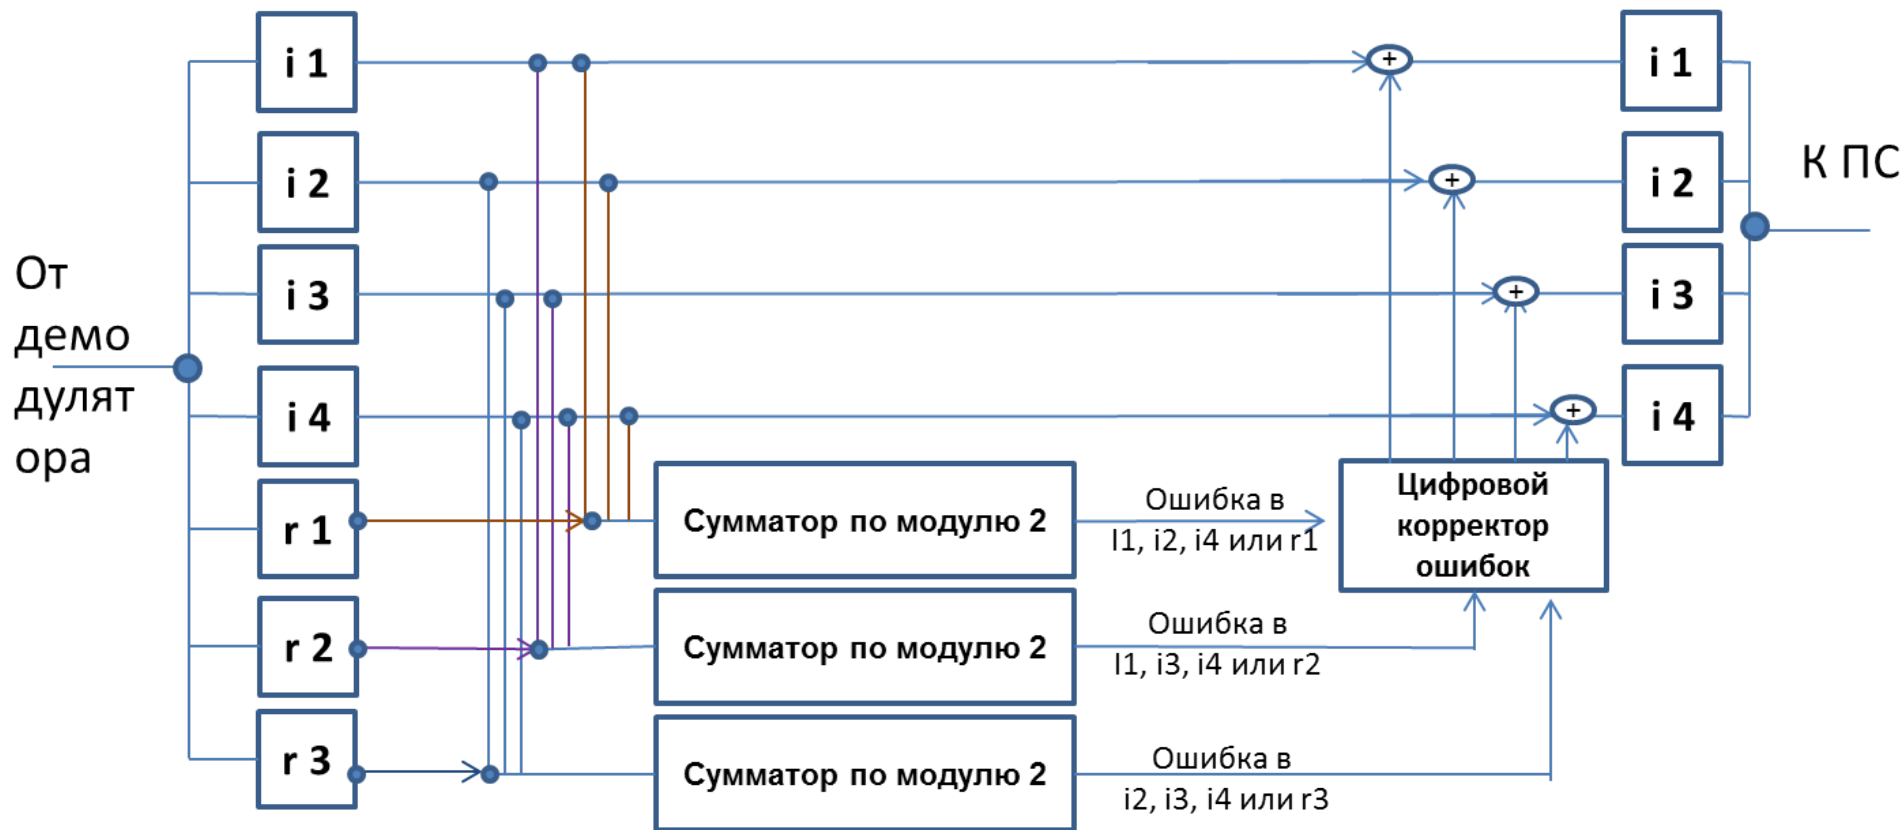 i 1
i 2
i 3
i 4
r 1
r 2
r 3
От
демо
дулят
ора
Сумматор по модулю 2
Сумматор по модулю 2
Сумматор по модулю 2
Ошибка в
I1, i2, i4 или r1
Ошибка в
I1, i3, i4 или r2
Ошибка в
i2, i3, i4 или r3
+
+
+
+
Цифровой
корректор
ошибок
i 1
i 2
i 3
i 4
К ПС